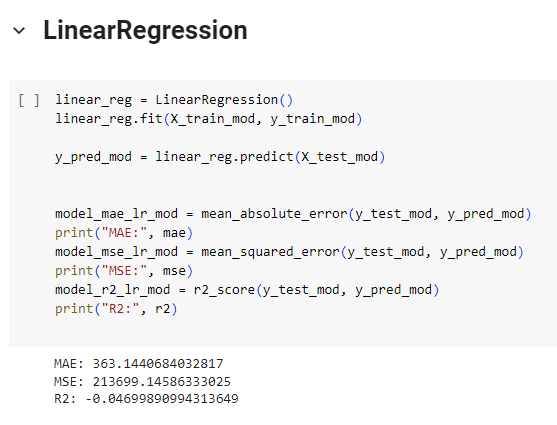 LinearRegression
[ ] linear_reg = LinearRegression()
linear_reg.fit(X_train_mod, y_train_mod)
y_pred_mod = linear_reg.predict(X_test_mod)
model_mae_lr_mod = mean_absolute_error(y_test_mod, y_pred_mod)
print("MAE:", mae)
model_mse_lr_mod = mean_squared_error(y_test_mod, y_pred_mod)
print("MSE:", mse)
model_r2_lr_mod = r2_score(y_test_mod, y_pred_mod)
print("R2:", r2)
MAE: 363.1440684032817
MSE: 213699.14586333025
R2: -0.04699890994313649